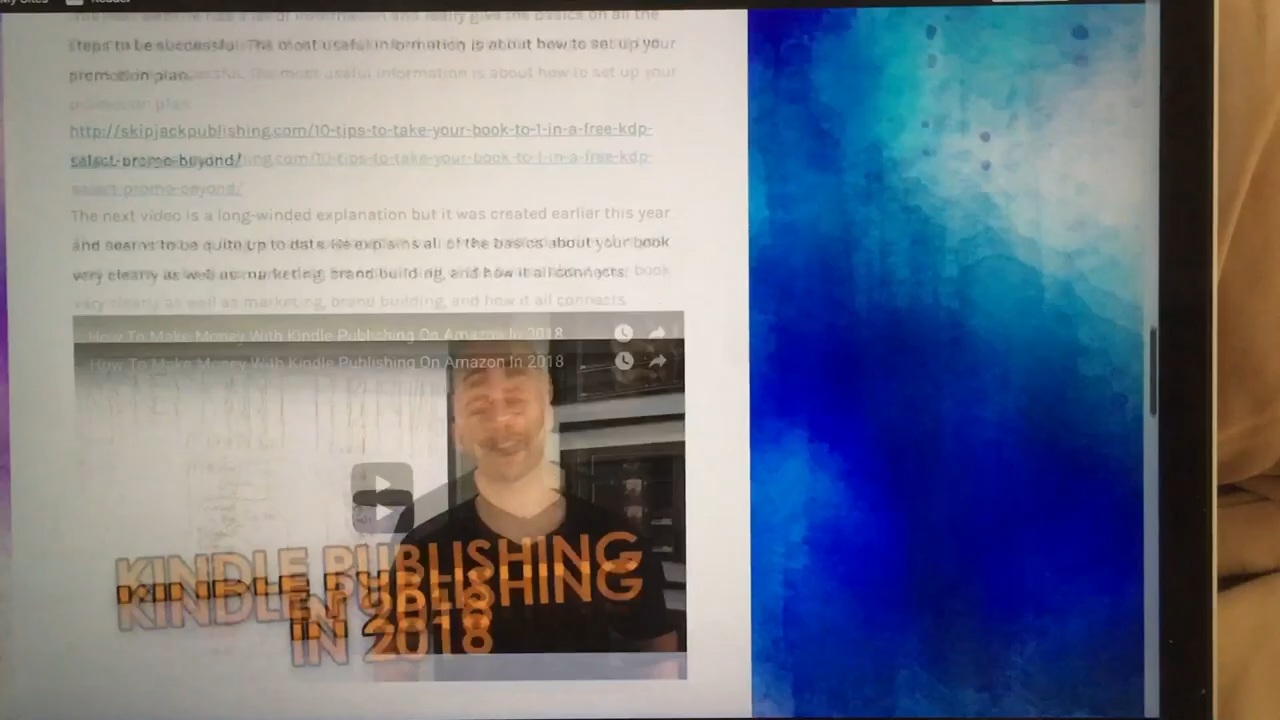 My Sites Reader
steps to be successful. The most useful information is about how to set up your
promotion plan.
http://skipjackpublishing.com/10-tips-to-take-your-book-to-1-in-a-free-kdp-
select-promo-beyond/
The next video is a long-winded explanation but it was created earlier this year
and seems to be quite up to date. He explains all of the basics about your book
very clearly as well as marketing, brand building, and how it all connects.
How To Make Money With Kindle Publishing On Amazon In 2018
KINDLE PUBLISHING
IN 2018